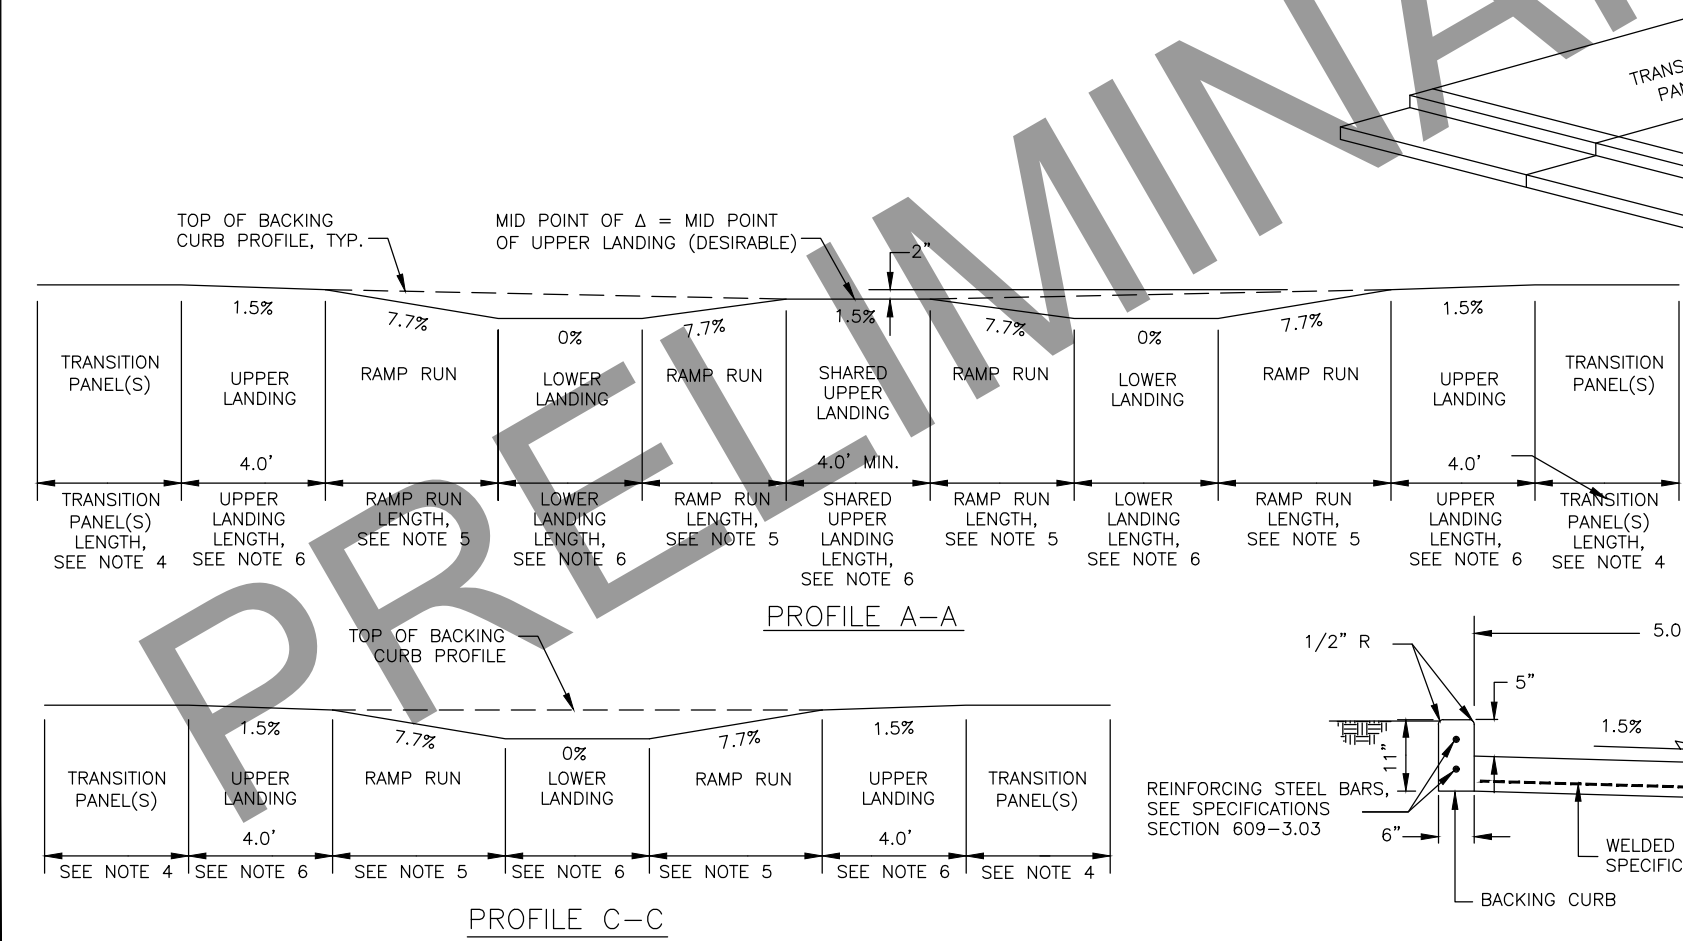 PRELIMINA
TRANS
PA
TOP OF BACKING
CURB PROFILE, TYP.
MID POINT OF Δ = MID POINT
OF UPPER LANDING (DESIRABLE)
2"
1.5%
7.7%
0%
7.7%
1.5%
7.7%
0%
7.7%
1.5%
TRANSITION
PANEL(S)
UPPER
LANDING
RAMP RUN
LOWER
LANDING
RAMP RUN
SHARED
UPPER
LANDING
RAMP RUN
LOWER
LANDING
RAMP RUN
UPPER
LANDING
TRANSITION
PANEL(S)
4.0'
4.0' MIN.
4.0'
TRANSITION
PANEL(S)
LENGTH,
SEE NOTE 4
UPPER
LANDING
LENGTH,
SEE NOTE 6
RAMP RUN
LENGTH,
SEE NOTE 5
LOWER
LANDING
LENGTH,
SEE NOTE 6
RAMP RUN
LENGTH,
SEE NOTE 5
SHARED
UPPER
LANDING
LENGTH,
SEE NOTE 6
RAMP RUN
LENGTH,
SEE NOTE 5
LOWER
LANDING
LENGTH,
SEE NOTE 6
RAMP RUN
LENGTH,
SEE NOTE 5
UPPER
LANDING
LENGTH,
SEE NOTE 6
TRANSITION
PANEL(S)
LENGTH,
SEE NOTE 4
PROFILE A-A
TOP OF BACKING
CURB PROFILE
1.5%
7.7%
0%
7.7%
1.5%
TRANSITION
PANEL(S)
UPPER
LANDING
RAMP RUN
LOWER
LANDING
RAMP RUN
UPPER
LANDING
TRANSITION
PANEL(S)
4.0'
4.0'
SEE NOTE 4
SEE NOTE 6
SEE NOTE 5
SEE NOTE 6
SEE NOTE 5
SEE NOTE 6
SEE NOTE 4
PROFILE C-C
1/2" R
5.0
5"
1.5%
11"
REINFORCING STEEL BARS,
SEE SPECIFICATIONS
SECTION 609-3.03
6"
WELDED
SPECIFIC
BACKING CURB